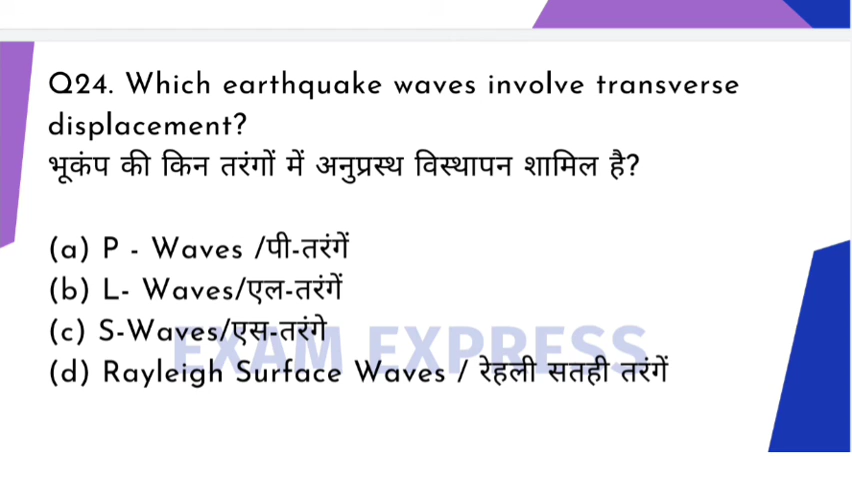 Q24. Which earthquake waves involve transverse
displacement?
भूकंप की किन तरंगों में अनुप्रस्थ विस्थापन शामिल है?
(a) P - Waves /पी-तरंगें
(b) L- Waves/एल-तरंगें
(c) S-Waves/एस-तरंगे
EXAM EXPRESS
(d) Rayleigh Surface Waves / रेहली सतही तरंगें